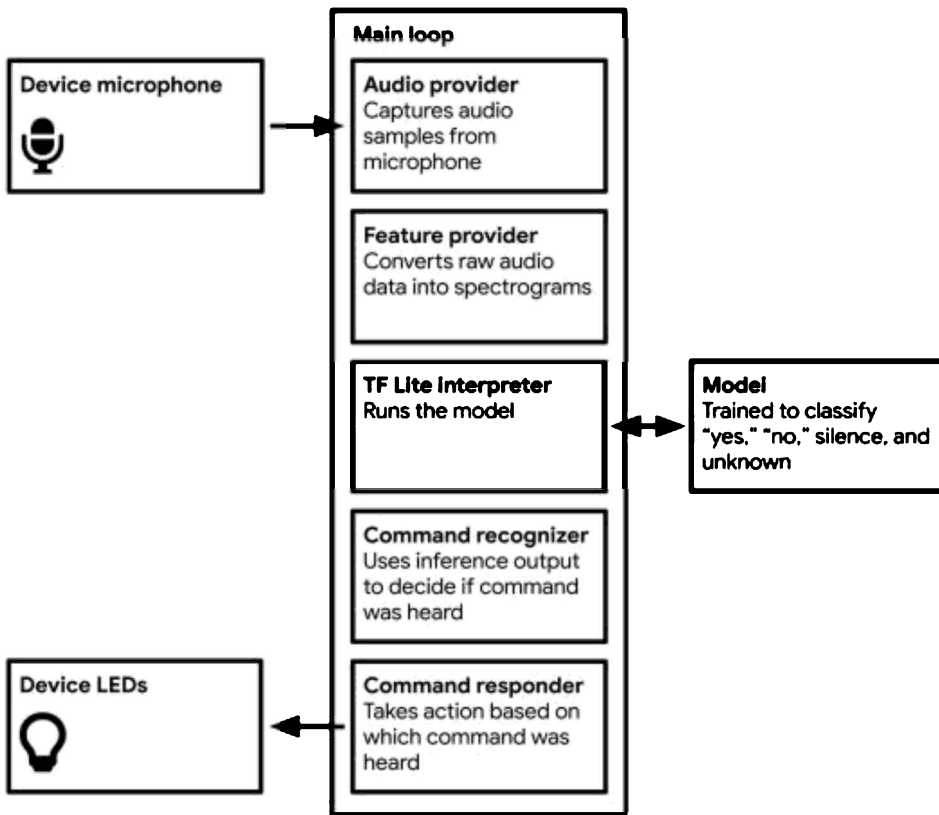 Main loop
Device microphone
Audio provider
Captures audio
samples from
microphone
Feature provider
Converts raw audio
data into spectrograms
TF Lite interpreter
Runs the model
Model
Trained to classify
“yes,” “no,” silence, and
unknown
Command recognizer
Uses inference output
to decide if command
was heard
Device LEDs
Command responder
Takes action based on
which command was
heard